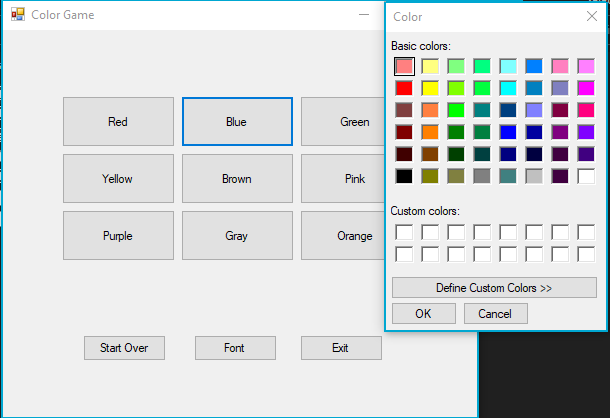 Color Game
Red
Blue
Green
Yellow
Brown
Pink
Purple
Gray
Orange
Start Over
Font
Exit
Color
Basic colors:
Custom colors:
Define Custom Colors >>
OK
Cancel